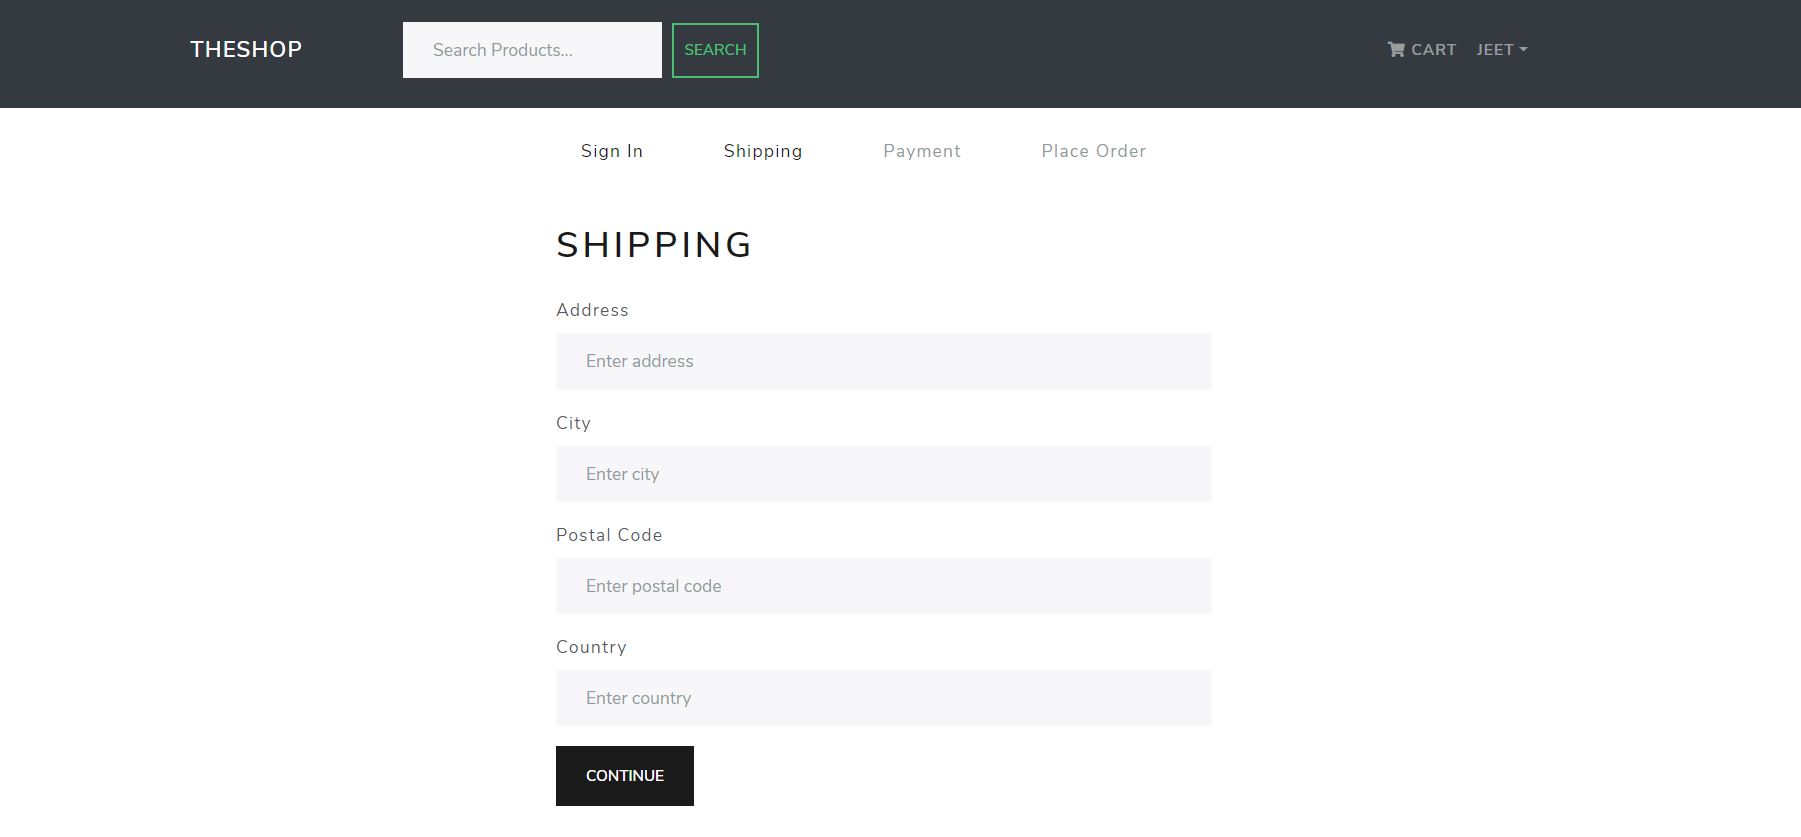 THESHOP Search Products... SEARCH CART JEET
Sign In Shipping Payment Place Order
SHIPPING
Address
Enter address
City
Enter city
Postal Code
Enter postal code
Country
Enter country
CONTINUE